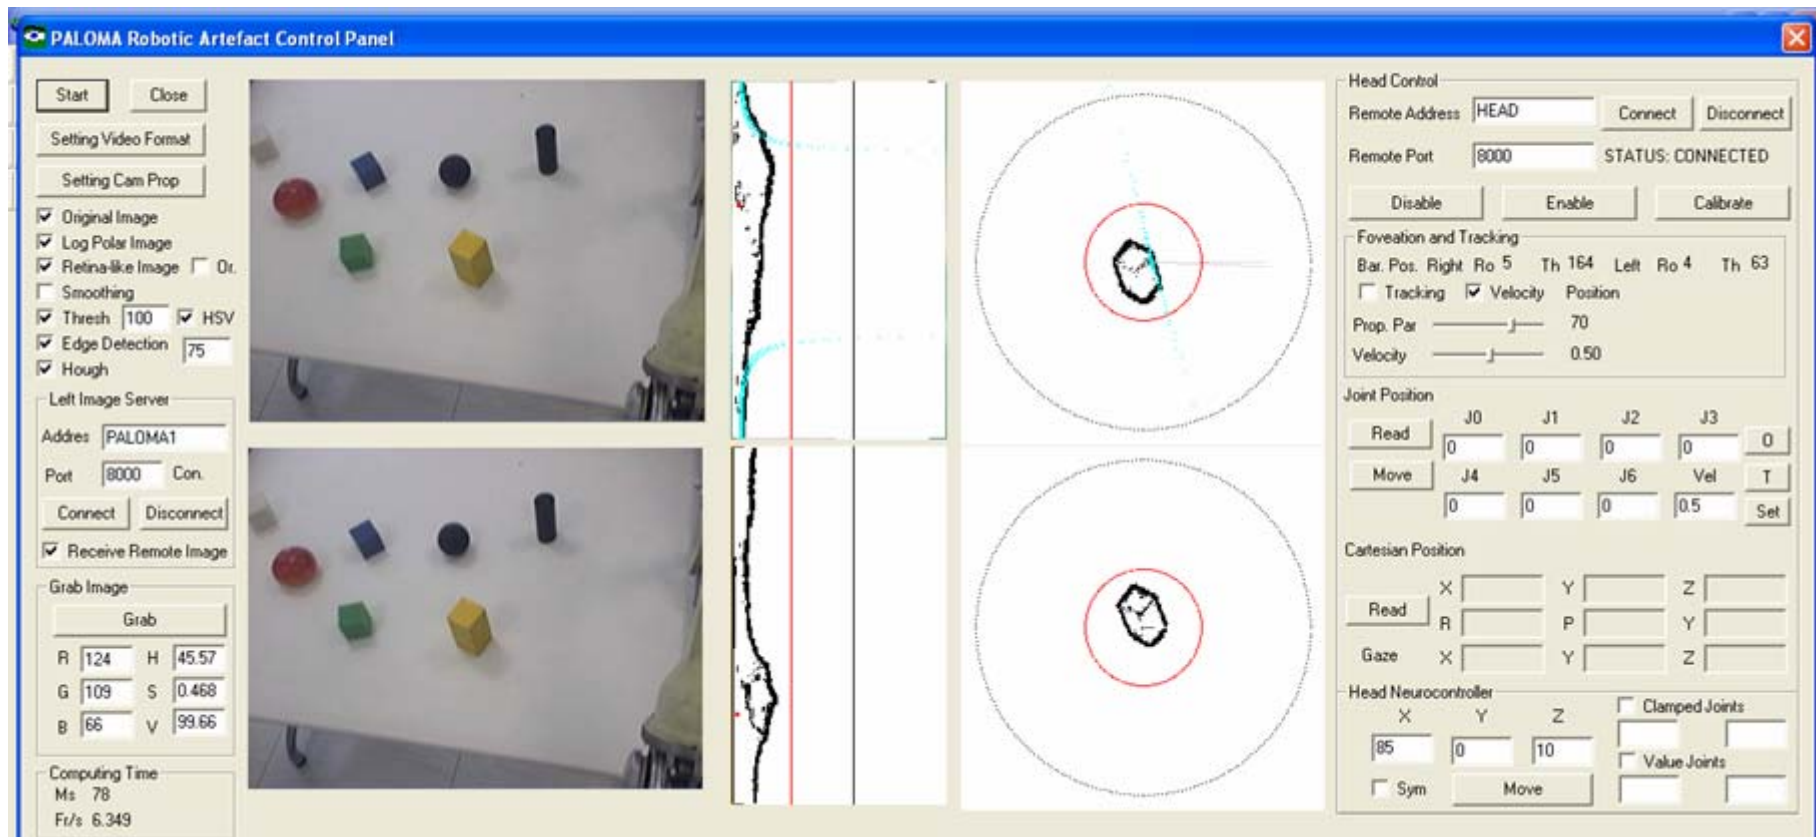 PALOMA Robotic Artefact Control Panel
Start Close
Setting Video Format
Setting Cam Prop
Original Image
Log Polar Image
Retina-like Image Or.
Smoothing
Thresh 100 HSV
Edge Detection 75
Hough
Left Image Server
Addres PALOMA1
Port 8000 Con.
Connect Disconnect
Receive Remote Image
Grab Image
Grab
R 124 H 45.57
G 109 S 0.468
B 66 V 99.66
Computing Time
Ms 78
Fr/s 6.349
Head Control
Remote Address HEAD Connect Disconnect
Remote Port 8000 STATUS: CONNECTED
Disable Enable Calibrate
Foveation and Tracking
Bar. Pos. Right Ro 5 Th 164 Left Ro 4 Th 63
Tracking Velocity Position
Prop. Par 70
Velocity 0.50
Joint Position
J0 J1 J2 J3
Read 0 0 0 0 O
Move J4 J5 J6 Vel T
0 0 0 0.5 Set
Cartesian Position
X Y Z
Read R P Y
Gaze X Y Z
Head Neurocontroller
X Y Z Clamped Joints
85 0 10
Value Joints
Sym Move